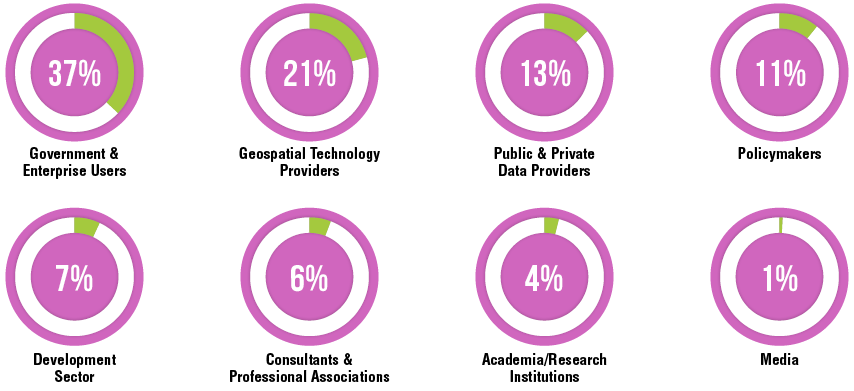 37%
Government &
Enterprise Users
21%
Geospatial Technology
Providers
13%
Public & Private
Data Providers
11%
Policymakers
7%
Development
Sector
6%
Consultants &
Professional Associations
4%
Academia/Research
Institutions
1%
Media